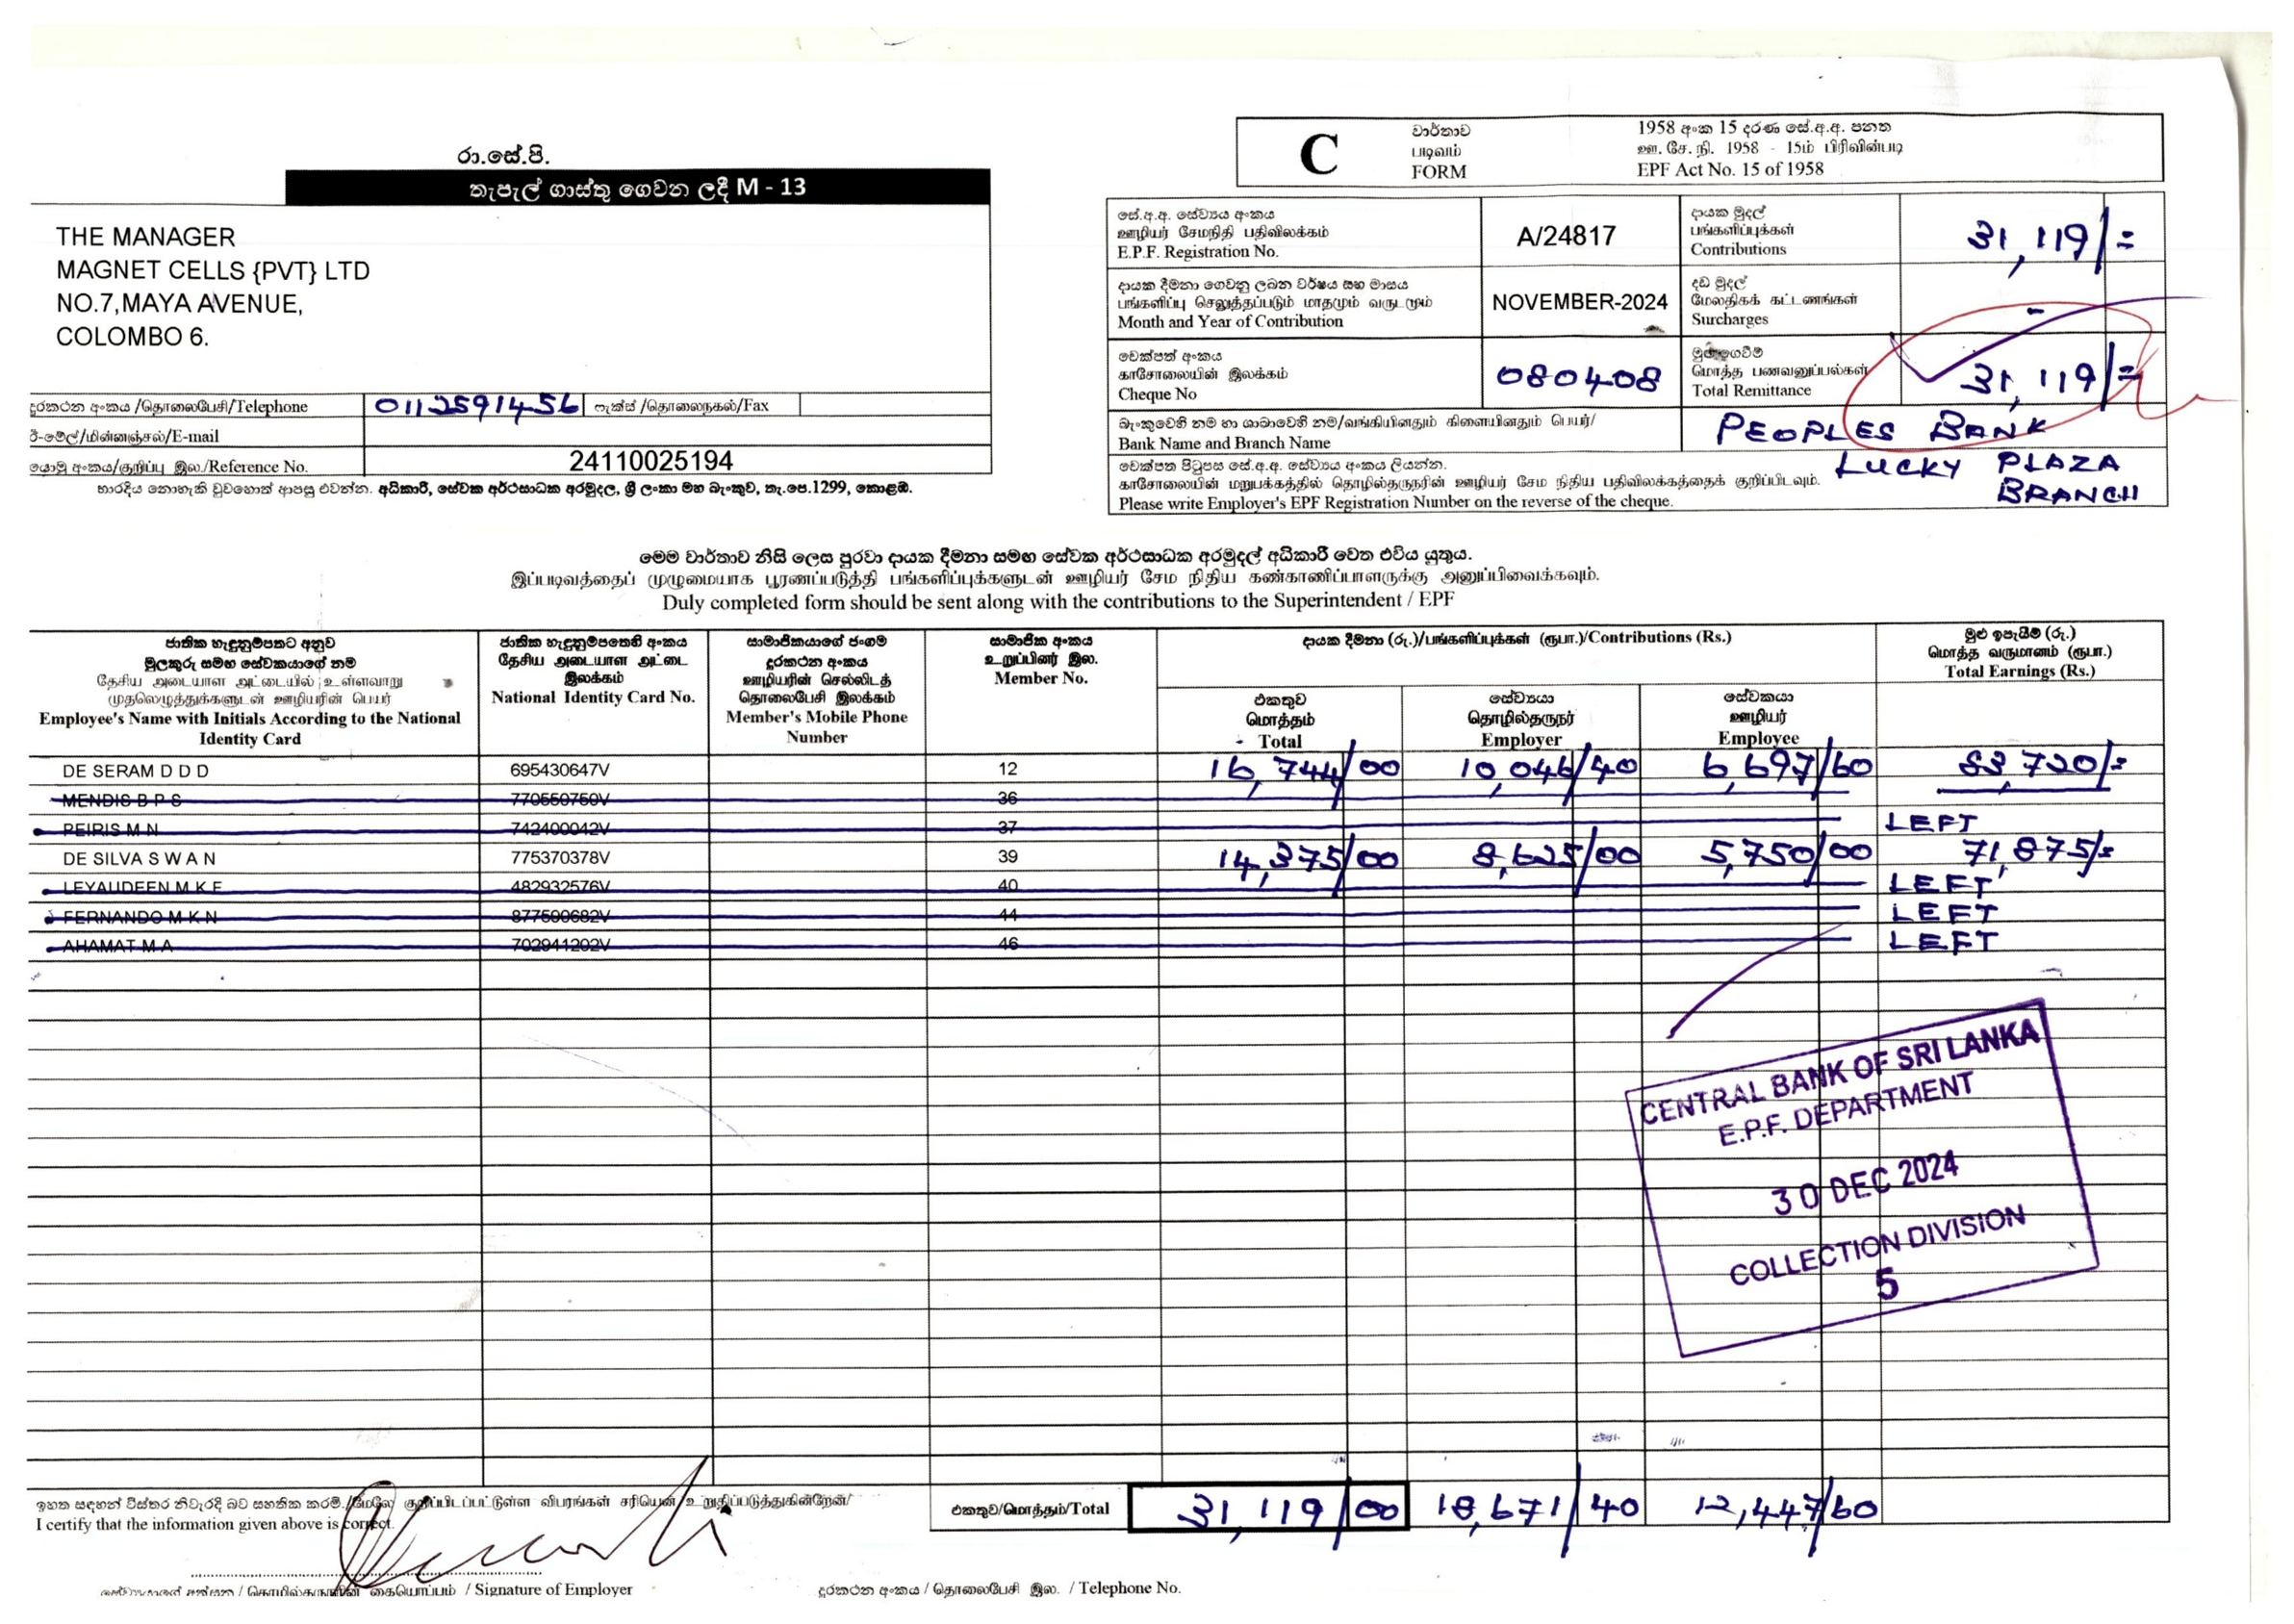 රා.සේ.පි.
තැපැල් ගාස්තු ගෙවන ලදී M - 13
THE MANAGER
MAGNET CELLS {PVT} LTD
NO.7,MAYA AVENUE,
COLOMBO 6.
දුරකථන අංකය /தொலைபேசி/Telephone 0112591456 ෆැක්ස් /தொலைநகல்/Fax
ඊ-මේල්/மின்னஞ்சல்/E-mail
යොමු අංකය/குறிப்பு இல./Reference No. 24110025194
භාරදිය නොහැකි වුවහොත් ආපසු එවන්න. අධිකාරී, සේවක අර්ථසාධක අරමුදල, ශ්‍රී ලංකා මහ බැංකුව, තැ.පෙ.1299, කොළඹ.
C
වාර්තාව
படிவம்
FORM
1958 අංක 15 දරණ සේ.අ.අ. පනත
ஊ. சே. நி. 1958 - 15ம் பிரிவின்படி
EPF Act No. 15 of 1958
සේ.අ.අ. සේව්‍යය අංකය
ஊழியர் சேமநிதி பதிவிலக்கம்
E.P.F. Registration No.
A/24817
දායක මුදල්
பங்களிப்புக்கள்
Contributions
31,119/=
දායක දීමනා ගෙවනු ලබන වර්ෂය සහ මාසය
பங்களிப்பு செலுத்தப்படும் மாதமும் வருடமும்
Month and Year of Contribution
NOVEMBER-2024
දඩ මුදල්
மேலதிகக் கட்டணங்கள்
Surcharges
-
චෙක්පත් අංකය
காசோலையின் இலக்கம்
Cheque No
080408
මුළු ගෙවීම්
மொத்த பணவனுப்பல்கள்
Total Remittance
31,119/=
බැංකුවෙහි නම හා ශාඛාවෙහි නම/வங்கியினதும் கிளையினதும் பெயர்/
Bank Name and Branch Name
PEOPLES BANK
LUCKY PLAZA
BRANCH
චෙක්පත පිටුපස සේ.අ.අ. සේව්‍යය අංකය ලියන්න.
காசோலையின் மறுபக்கத்தில் தொழில்தருநரின் ஊழியர் சேம நிதிய பதிவிலக்கத்தைக் குறிப்பிடவும்.
Please write Employer's EPF Registration Number on the reverse of the cheque.
මෙම වාර්තාව නිසි ලෙස පුරවා දායක දීමනා සමඟ සේවක අර්ථසාධක අරමුදල් අධිකාරී වෙත එවිය යුතුය.
இப்படிவத்தைப் முழுமையாக பூரணப்படுத்தி பங்களிப்புக்களுடன் ஊழியர் சேம நிதிய கண்காணிப்பாளருக்கு அனுப்பிவைக்கவும்.
Duly completed form should be sent along with the contributions to the Superintendent / EPF
ජාතික හැඳුනුම්පතට අනුව
මුලකුරු සමඟ සේවකයාගේ නම
தேசிய அடையாள அட்டையில் உள்ளவாறு
முதலெழுத்துக்களுடன் ஊழியரின் பெயர்
Employee's Name with Initials According to the National
Identity Card
ජාතික හැඳුනුම්පතෙහි අංකය
தேசிய அடையாள அட்டை
இலக்கம்
National Identity Card No.
සාමාජිකයාගේ ජංගම
දුරකථන අංකය
ஊழியரின் செல்லிடத்
தொலைபேசி இலக்கம்
Member's Mobile Phone
Number
සාමාජික අංකය
உறுப்பினர் இல.
Member No.
දායක දීමනා (රු.)/பங்களிப்புக்கள் (ரூபா.)/Contributions (Rs.)
එකතුව
மொத்தம்
Total
සේව්‍යයා
தொழில்தருநர்
Employer
සේවකයා
ஊழியர்
Employee
මුළු ඉපැයීම් (රු.)
மொத்த வருமானம் (ரூபா.)
Total Earnings (Rs.)
DE SERAM D D D 695430647V 12 16,744/00 10,046/40 6,697/60 83,720/=
MENDIS B P S 770550750V 36
PEIRIS M N 742400042V 37 LEFT
DE SILVA S W A N 775370378V 39 14,375/00 8,625/00 5,750/00 71,875/=
LEYAUDEEN M K F 482932576V 40 LEFT
FERNANDO M K N 877500682V 44 LEFT
AHAMAT M A 702941202V 46 LEFT
CENTRAL BANK OF SRI LANKA
E.P.F. DEPARTMENT
30 DEC 2024
COLLECTION DIVISION
5
ඉහත සඳහන් විස්තර නිවැරදි බව සහතික කරමි./மேலே குறிப்பிடப்பட்டுள்ள விபரங்கள் சரியென உறுதிப்படுத்துகின்றேன்/
I certify that the information given above is correct.
එකතුව/மொத்தம்/Total 31,119/00 18,671/40 12,447/60
සේව්‍යයාගේ අත්සන / தொழில்தருநரின் கையொப்பம் / Signature of Employer
දුරකථන අංකය / தொலைபேசி இல. / Telephone No.